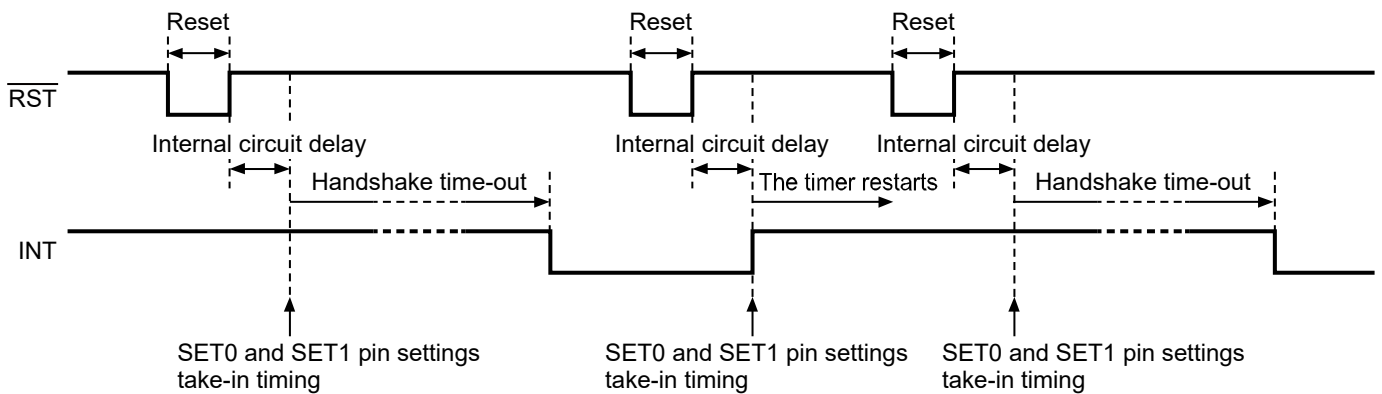 Reset
Reset
Reset
RST
Internal circuit delay
Internal circuit delay
Internal circuit delay
Handshake time-out
The timer restarts
Handshake time-out
INT
SET0 and SET1 pin settings
take-in timing
SET0 and SET1 pin settings
take-in timing
SET0 and SET1 pin settings
take-in timing